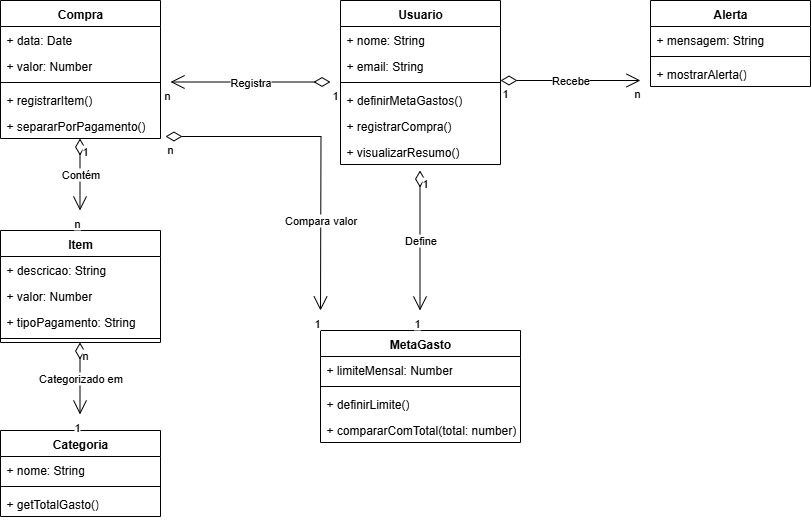 Compra
+ data: Date
+ valor: Number
+ registrarItem()
+ separarPorPagamento()
Usuario
+ nome: String
+ email: String
+ definirMetaGastos()
+ registrarCompra()
+ visualizarResumo()
Alerta
+ mensagem: String
+ mostrarAlerta()
n
Registra
1
1
Recebe
n
1
Contém
n
n
Compara valor
1
1
Define
1
Item
+ descricao: String
+ valor: Number
+ tipoPagamento: String
n
Categorizado em
1
MetaGasto
+ limiteMensal: Number
+ definirLimite()
+ compararComTotal(total: number)
Categoria
+ nome: String
+ getTotalGasto()